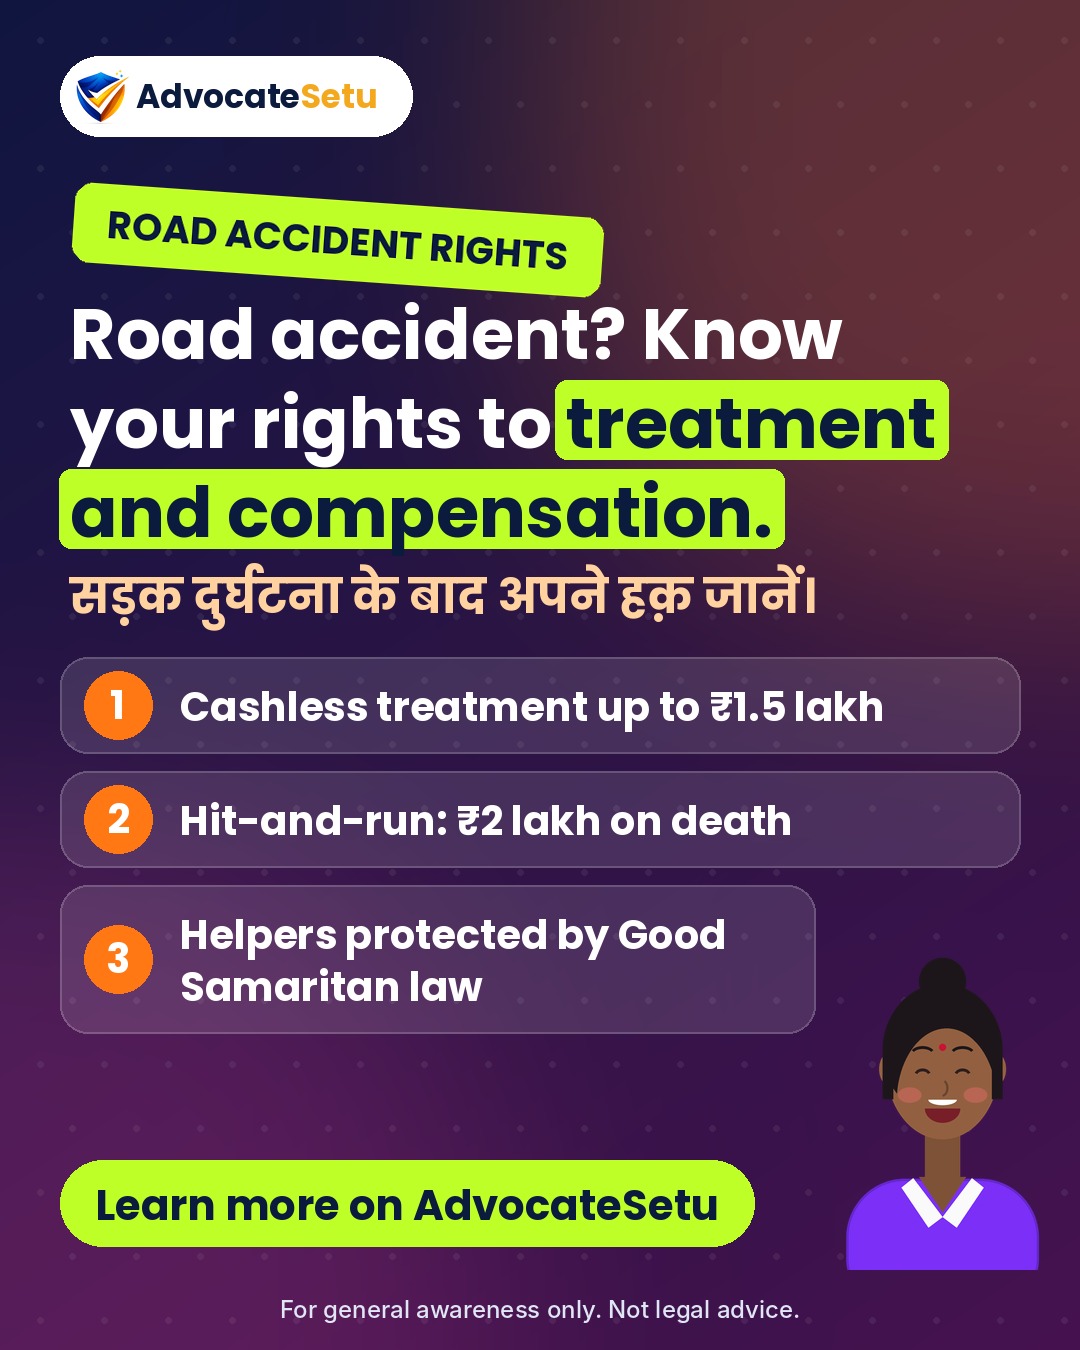 AdvocateSetu
ROAD ACCIDENT RIGHTS
Road accident? Know
your rights to treatment
and compensation.
सड़क दुर्घटना के बाद अपने हक़ जानें।
1 Cashless treatment up to ₹1.5 lakh
2 Hit-and-run: ₹2 lakh on death
3 Helpers protected by Good
Samaritan law
Learn more on AdvocateSetu
For general awareness only. Not legal advice.